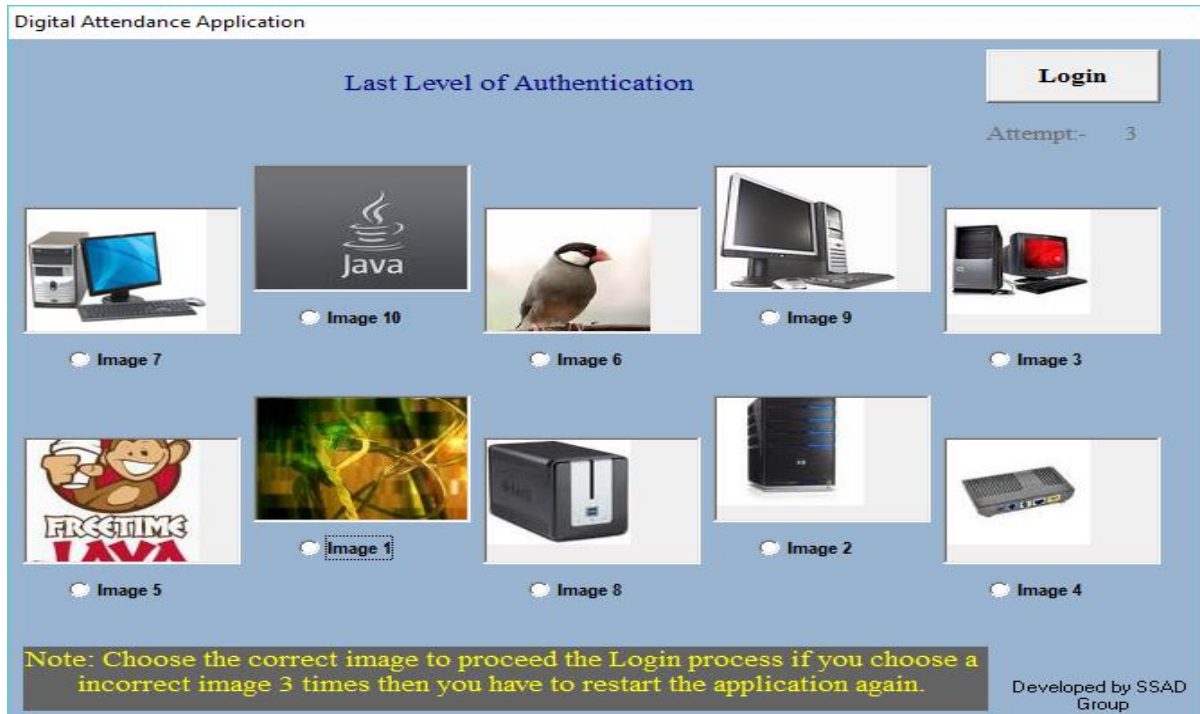 Digital Attendance Application
Last Level of Authentication
Login
Attempt:- 3
Java
Image 7
Image 10
Image 6
Image 9
Image 3
FREETIME
JAVA
Image 5
Image 1
Image 8
Image 2
Image 4
Note: Choose the correct image to proceed the Login process if you choose a
incorrect image 3 times then you have to restart the application again.
Developed by SSAD
Group